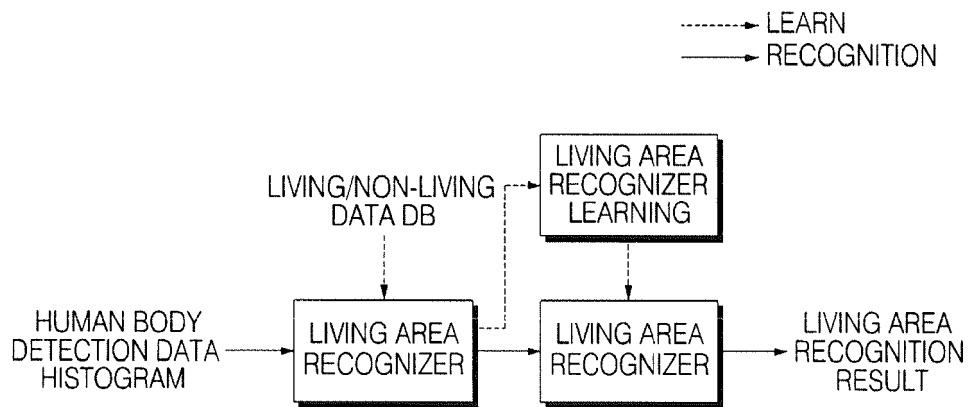 LEARN
RECOGNITION
LIVING AREA
RECOGNIZER
LEARNING
LIVING/NON-LIVING
DATA DB
HUMAN BODY
DETECTION DATA
HISTOGRAM
LIVING AREA
RECOGNIZER
LIVING AREA
RECOGNIZER
LIVING AREA
RECOGNITION
RESULT